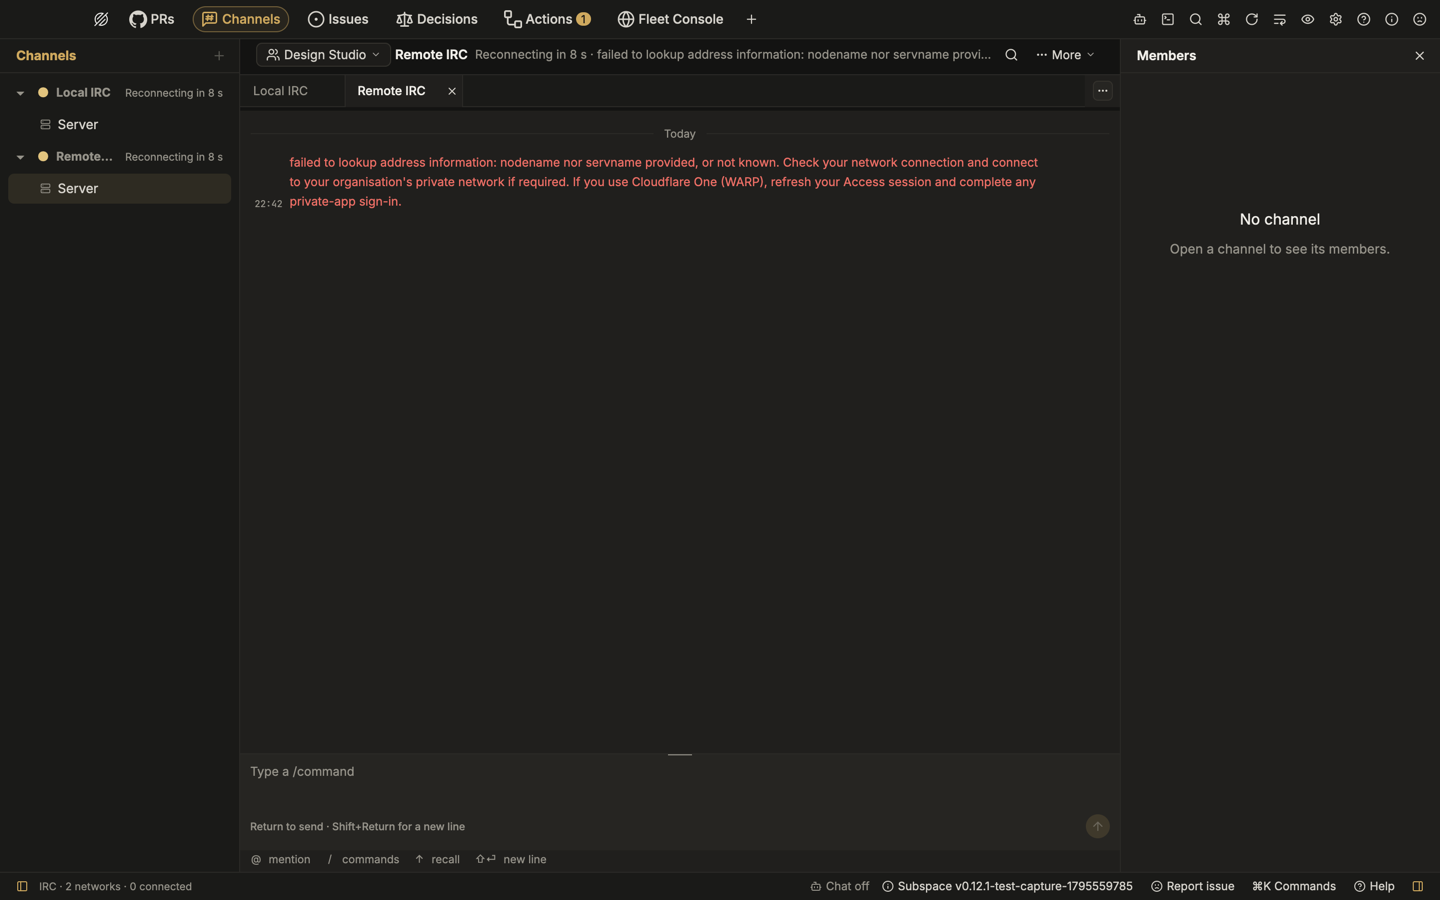 PRs
Channels
Issues
Decisions
Actions 1
Fleet Console
Channels
Design Studio
Remote IRC
Reconnecting in 8 s · failed to lookup address information: nodename nor servname provi...
More
Members
Local IRC
Reconnecting in 8 s
Server
Remote...
Reconnecting in 8 s
Server
Local IRC
Remote IRC
Today
failed to lookup address information: nodename nor servname provided, or not known. Check your network connection and connect
to your organisation's private network if required. If you use Cloudflare One (WARP), refresh your Access session and complete any
22:42 private-app sign-in.
No channel
Open a channel to see its members.
Type a /command
Return to send · Shift+Return for a new line
@ mention / commands ↑ recall ⇧↵ new line
IRC · 2 networks · 0 connected
Chat off
Subspace v0.12.1-test-capture-1795559785
Report issue
⌘K Commands
Help